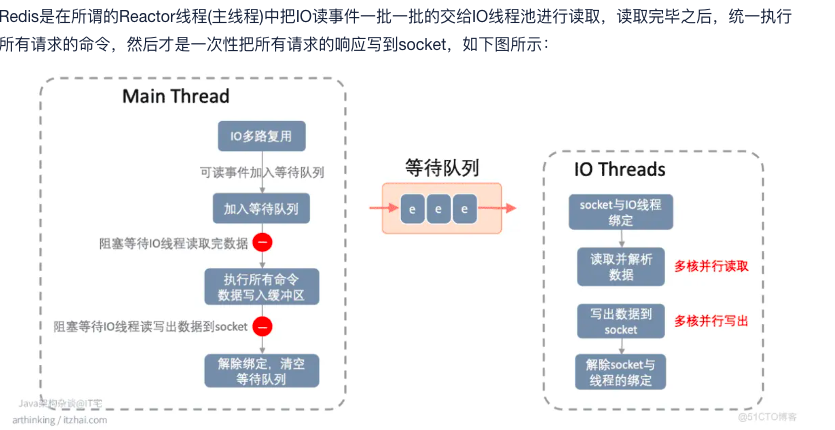 Redis是在所谓的Reactor线程(主线程)中把IO读事件一批一批的交给IO线程池进行读取，读取完毕之后，统一执行
所有请求的命令，然后才是一次性把所有请求的响应写到socket，如下图所示：
Main Thread
IO多路复用
可读事件加入等待队列
加入等待队列
阻塞等待IO线程读取完数据
执行所有命令
数据写入缓冲区
阻塞等待IO线程读写出数据到socket
解除绑定，清空
等待队列
等待队列
e e e
IO Threads
socket与IO线程
绑定
读取并解析
数据
多核并行读取
写出数据到
socket
多核并行写出
解除socket与
线程的绑定
Java架构杂谈@IT宅
arthinking / itzhai.com
@51CTO博客